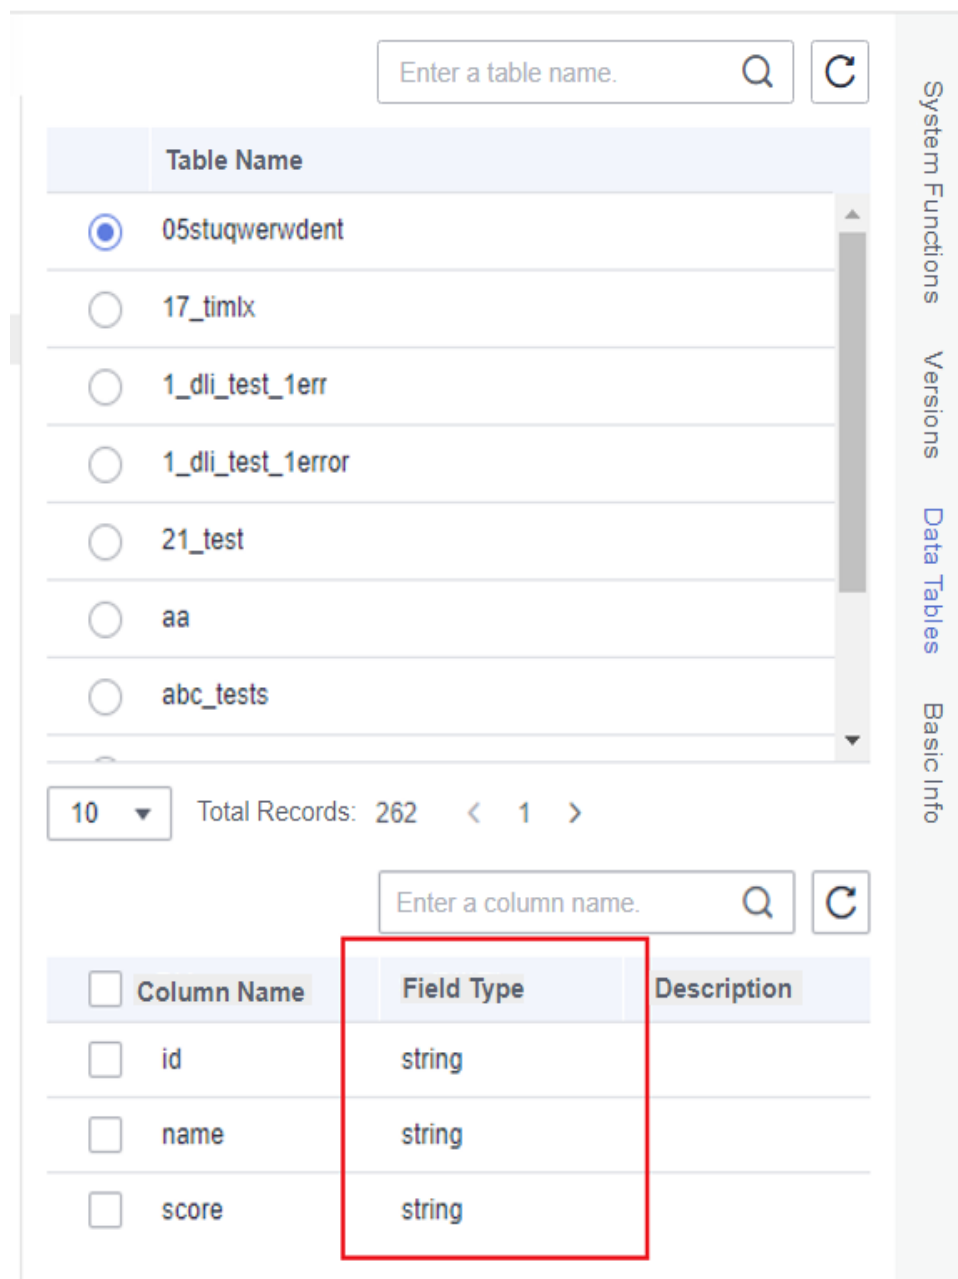 Enter a table name.
Table Name
05stuqwerwdent
17_timlx
1_dli_test_1err
1_dli_test_1error
21_test
aa
abc_tests
10 Total Records: 262 < 1 >
Enter a column name.
Column Name Field Type Description
id string
name string
score string
System Functions
Versions
Data Tables
Basic Info